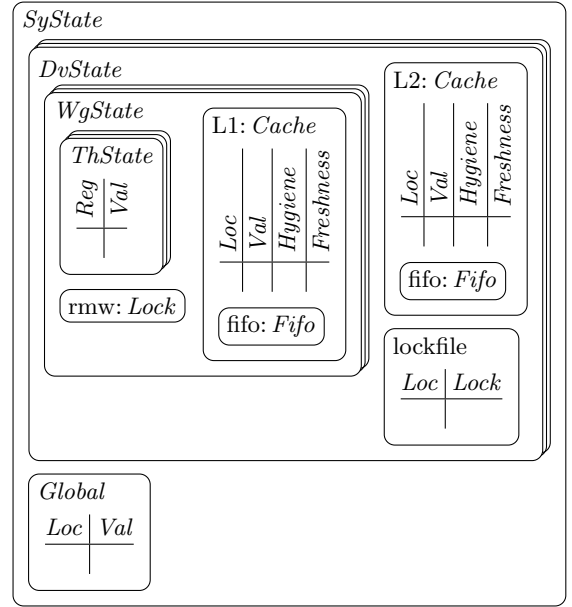 SyState
DvState
WgState
ThState
Reg
Val
rmw: Lock
L1: Cache
Loc
Val
Hygiene
Freshness
fifo: Fifo
L2: Cache
Loc
Val
Hygiene
Freshness
fifo: Fifo
lockfile
Loc Lock
Global
Loc Val